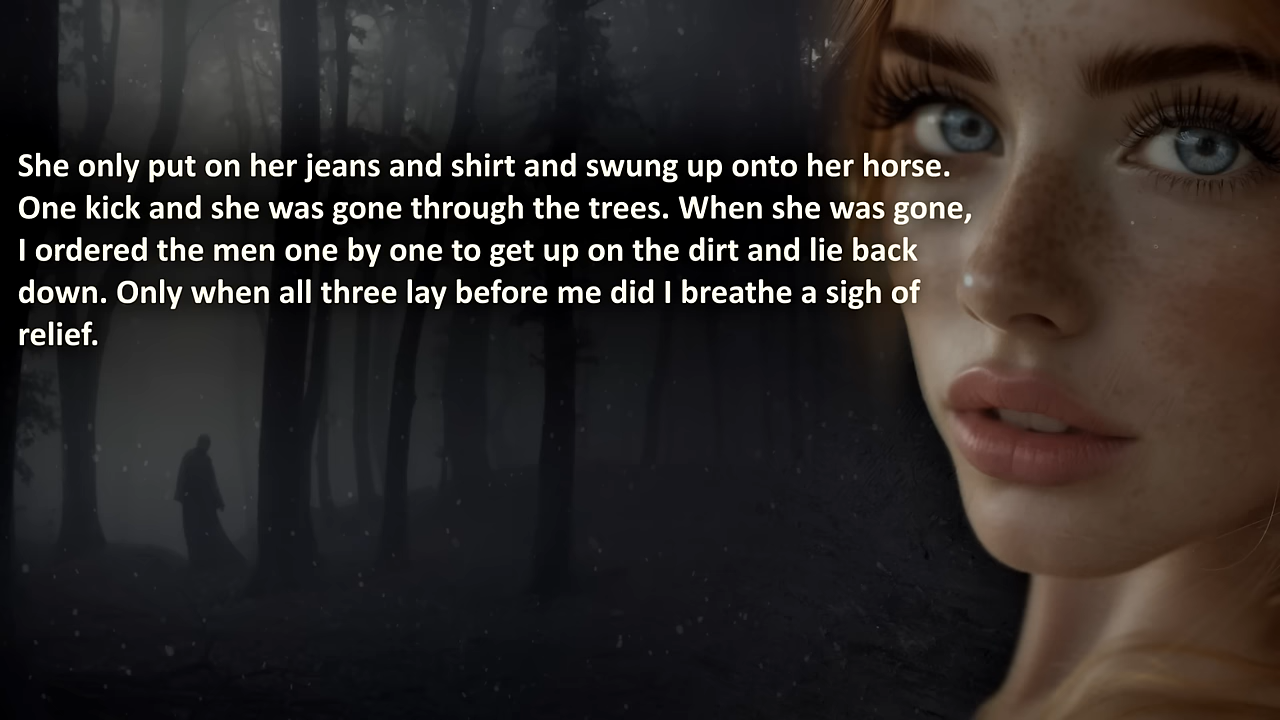 She only put on her jeans and shirt and swung up onto her horse.
One kick and she was gone through the trees. When she was gone,
I ordered the men one by one to get up on the dirt and lie back
down. Only when all three lay before me did I breathe a sigh of
relief.